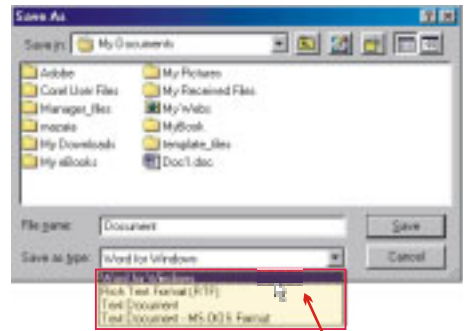 Save As
Save in: My Documents
Adobe My Pictures
Corel User Files My Received Files
Manager_files My Webs
mazais MyBook
My Downloads template_files
My eBooks Doc1.doc
File name: Document Save
Save as type: Word for Windows Cancel
Word for Windows
Rich Text Format (RTF)
Text Document
Text Document - MS-DOS Format